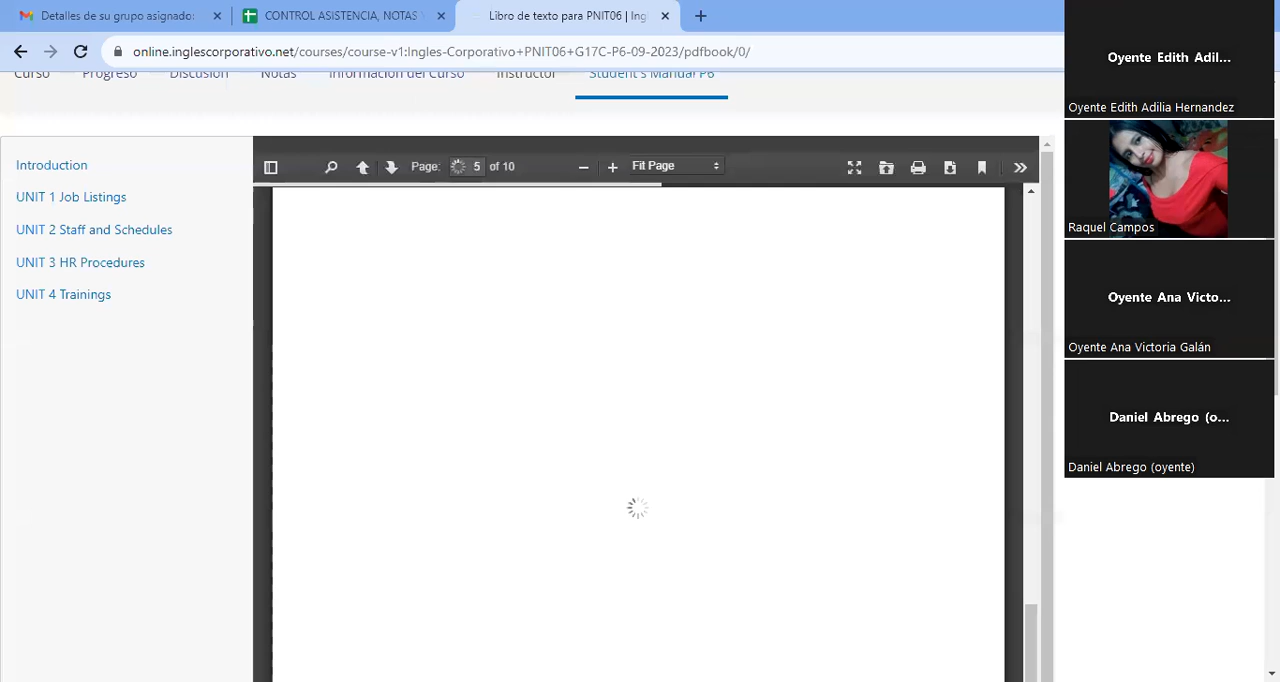 Detalles de su grupo asignado:
CONTROL ASISTENCIA, NOTAS Y
Libro de texto para PNIT06 | Ingl
online.inglescorporativo.net/courses/course-v1:Ingles-Corporativo+PNIT06+G17C-P6-09-2023/pdfbook/0/
Curso
Progreso
Discusión
Notas
Información del Curso
Instructor
Student's Manual P6
Introduction
UNIT 1 Job Listings
UNIT 2 Staff and Schedules
UNIT 3 HR Procedures
UNIT 4 Trainings
Page: 5 of 10
Fit Page
Oyente Edith Adil...
Oyente Edith Adilia Hernandez
Raquel Campos
Oyente Ana Victo...
Oyente Ana Victoria Galán
Daniel Abrego (o...
Daniel Abrego (oyente)